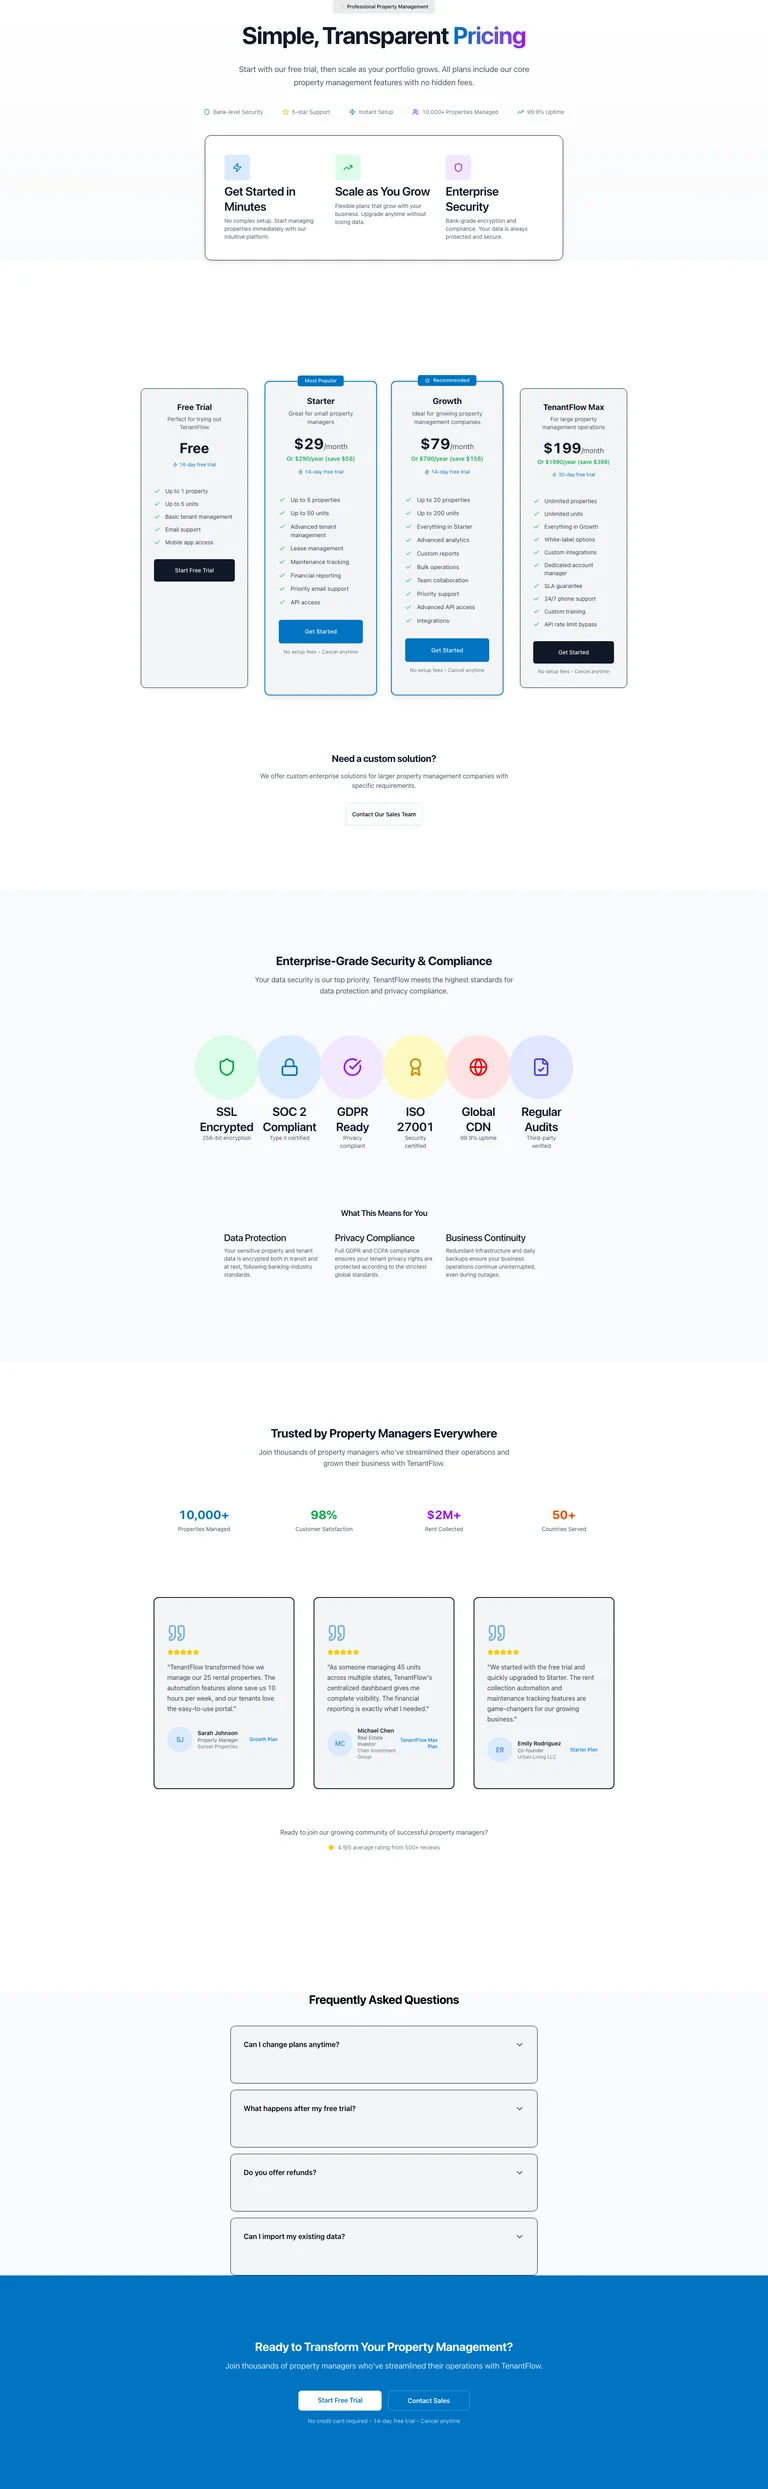 ✨ Professional Property Management
Simple, Transparent Pricing
Start with our free trial, then scale as your portfolio grows. All plans include our core
property management features with no hidden fees.
Bank-level Security
5-star Support
Instant Setup
10,000+ Properties Managed
99.9% Uptime
Get Started in
Minutes
No complex setup. Start managing
properties immediately with our
intuitive platform.
Scale as You Grow
Flexible plans that grow with your
business. Upgrade anytime without
losing data.
Enterprise
Security
Bank-grade encryption and
compliance. Your data is always
protected and secure.
Free Trial
Perfect for trying out
TenantFlow
Free
14-day free trial
Up to 1 property
Up to 5 units
Basic tenant management
Email support
Mobile app access
Start Free Trial
Most Popular
Starter
Great for small property
managers
$29/month
Or $290/year (save $58)
14-day free trial
Up to 5 properties
Up to 50 units
Advanced tenant
management
Lease management
Maintenance tracking
Financial reporting
Priority email support
API access
Get Started
No setup fees • Cancel anytime
Recommended
Growth
Ideal for growing property
management companies
$79/month
Or $790/year (save $158)
14-day free trial
Up to 20 properties
Up to 200 units
Everything in Starter
Advanced analytics
Custom reports
Bulk operations
Team collaboration
Priority support
Advanced API access
Integrations
Get Started
No setup fees • Cancel anytime
TenantFlow Max
For large property
management operations
$199/month
Or $1990/year (save $398)
30-day free trial
Unlimited properties
Unlimited units
Everything in Growth
White-label options
Custom integrations
Dedicated account
manager
SLA guarantee
24/7 phone support
Custom training
API rate limit bypass
Get Started
No setup fees • Cancel anytime
Need a custom solution?
We offer custom enterprise solutions for larger property management companies with
specific requirements.
Contact Our Sales Team
Enterprise-Grade Security & Compliance
Your data security is our top priority. TenantFlow meets the highest standards for
data protection and privacy compliance.
SSL
Encrypted
256-bit encryption
SOC 2
Compliant
Type II certified
GDPR
Ready
Privacy
compliant
ISO
27001
Security
certified
Global
CDN
99.9% uptime
Regular
Audits
Third-party
verified
What This Means for You
Data Protection
Your sensitive property and tenant
data is encrypted both in transit and
at rest, following banking-industry
standards.
Privacy Compliance
Full GDPR and CCPA compliance
ensures your tenant privacy rights are
protected according to the strictest
global standards.
Business Continuity
Redundant infrastructure and daily
backups ensure your business
operations continue uninterrupted,
even during outages.
Trusted by Property Managers Everywhere
Join thousands of property managers who've streamlined their operations and
grown their business with TenantFlow.
10,000+
Properties Managed
98%
Customer Satisfaction
$2M+
Rent Collected
50+
Countries Served
"TenantFlow transformed how we
manage our 25 rental properties. The
automation features alone save us 10
hours per week, and our tenants love
the easy-to-use portal."
SJ
Sarah Johnson
Property Manager
Sunset Properties
Growth Plan
"As someone managing 45 units
across multiple states, TenantFlow's
centralized dashboard gives me
complete visibility. The financial
reporting is exactly what I needed."
MC
Michael Chen
Real Estate
Investor
Chen Investment
Group
TenantFlow Max
Plan
"We started with the free trial and
quickly upgraded to Starter. The rent
collection automation and
maintenance tracking features are
game-changers for our growing
business."
ER
Emily Rodriguez
Co-founder
Urban Living LLC
Starter Plan
Ready to join our growing community of successful property managers?
4.9/5 average rating from 500+ reviews
Frequently Asked Questions
Can I change plans anytime?
What happens after my free trial?
Do you offer refunds?
Can I import my existing data?
Ready to Transform Your Property Management?
Join thousands of property managers who've streamlined their operations with TenantFlow.
Start Free Trial
Contact Sales
No credit card required • 14-day free trial • Cancel anytime